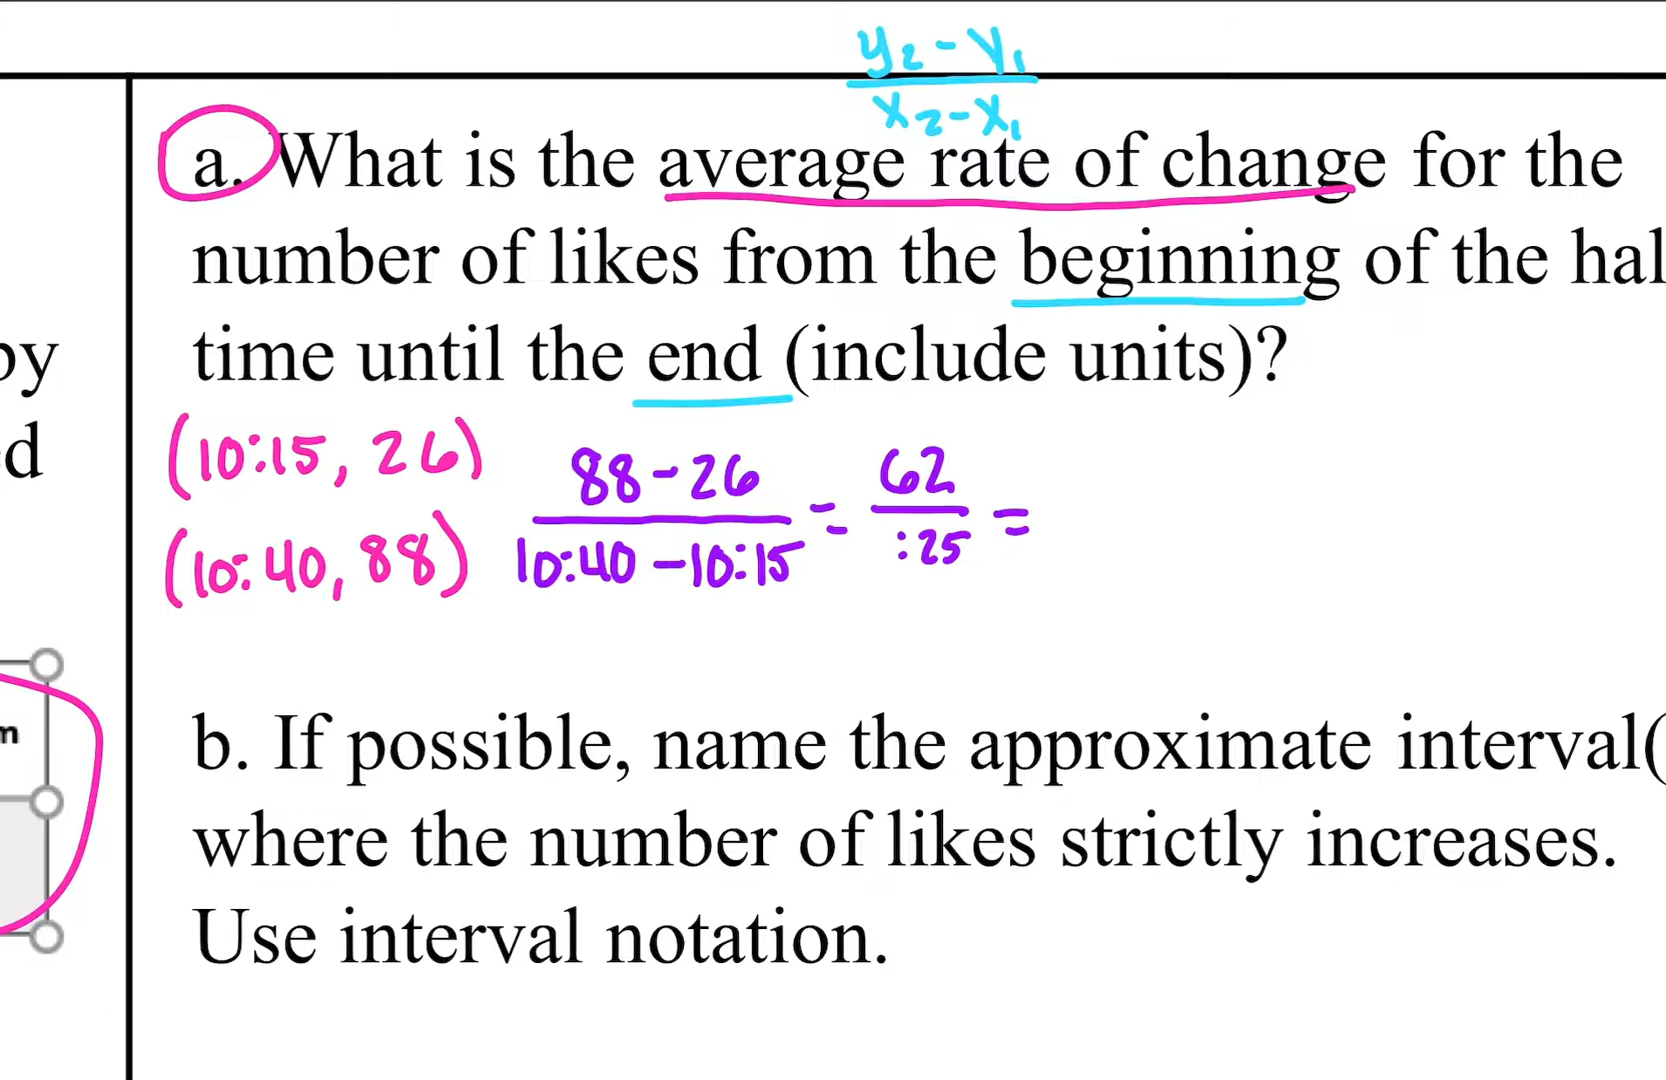 y₂ - y₁
x₂ - x₁
a. What is the average rate of change for the
number of likes from the beginning of the hal
time until the end (include units)?
by
d
(10:15, 26)
88 - 26 = 62 =
10:40 - 10:15 :25
(10:40, 88)
m
b. If possible, name the approximate interval(
where the number of likes strictly increases.
Use interval notation.